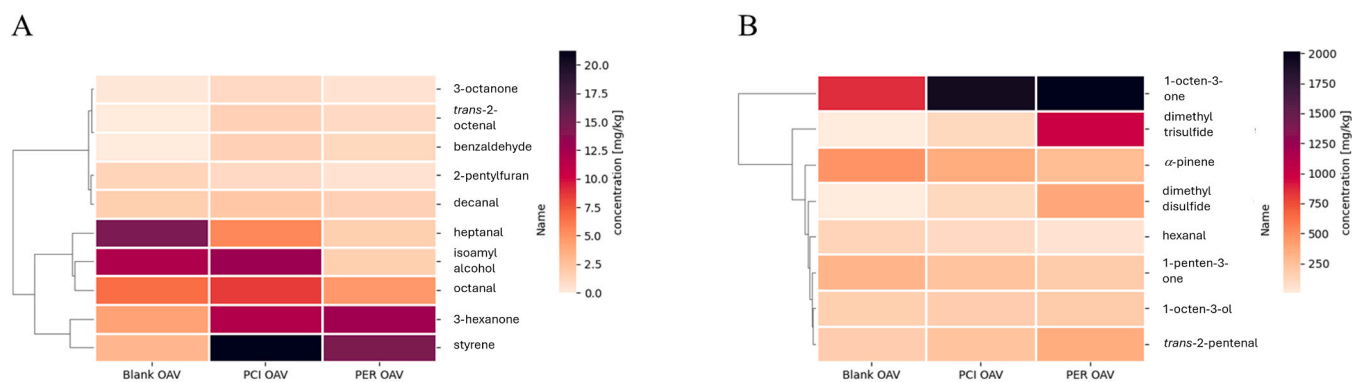 A
3-octanone
trans-2-
octenal
benzaldehyde
2-pentylfuran
decanal
heptanal
isoamyl
alcohol
octanal
3-hexanone
styrene
Blank OAV
PCI OAV
PER OAV
Name
20.0
17.5
15.0
12.5
10.0
7.5
5.0
2.5
0.0
concentration [mg/kg]
B
1-octen-3-
one
dimethyl
trisulfide
α-pinene
dimethyl
disulfide
hexanal
1-penten-3-
one
1-octen-3-ol
trans-2-pentenal
Blank OAV
PCI OAV
PER OAV
Name
2000
1750
1500
1250
1000
750
500
250
concentration [mg/kg]